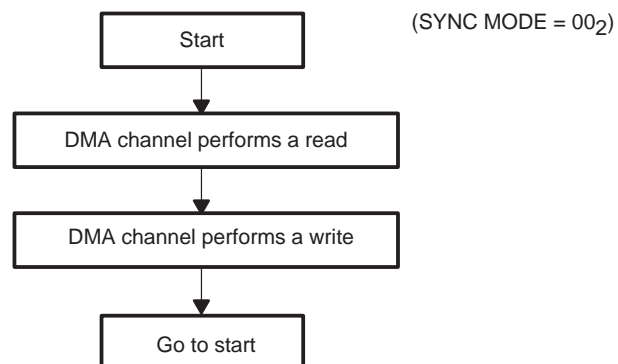 (SYNC MODE = 00₂)
Start
DMA channel performs a read
DMA channel performs a write
Go to start